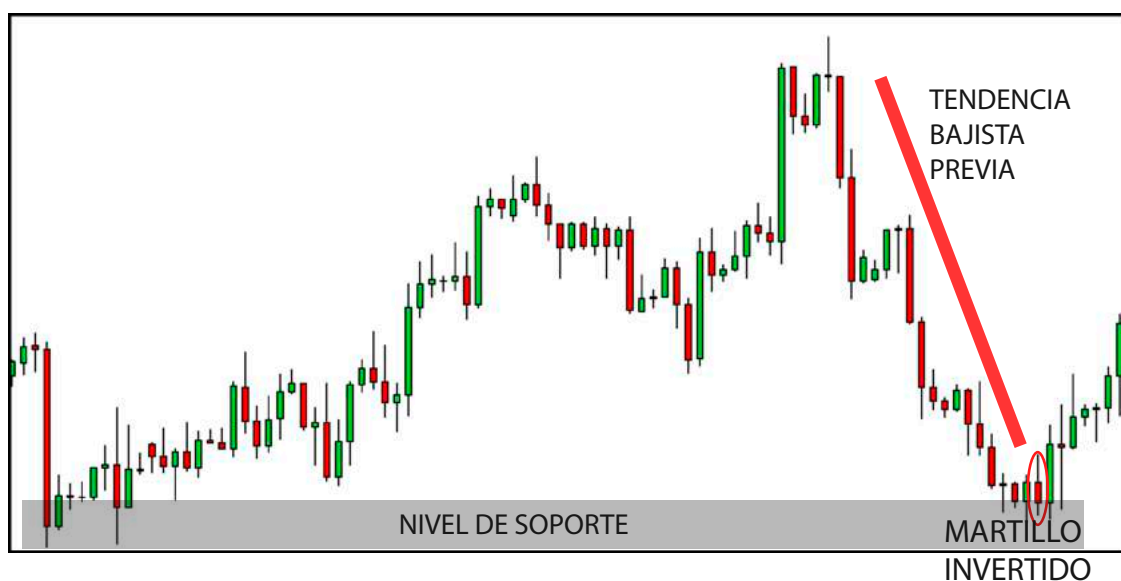 TENDENCIA
BAJISTA
PREVIA
NIVEL DE SOPORTE
MARTILLO
INVERTIDO